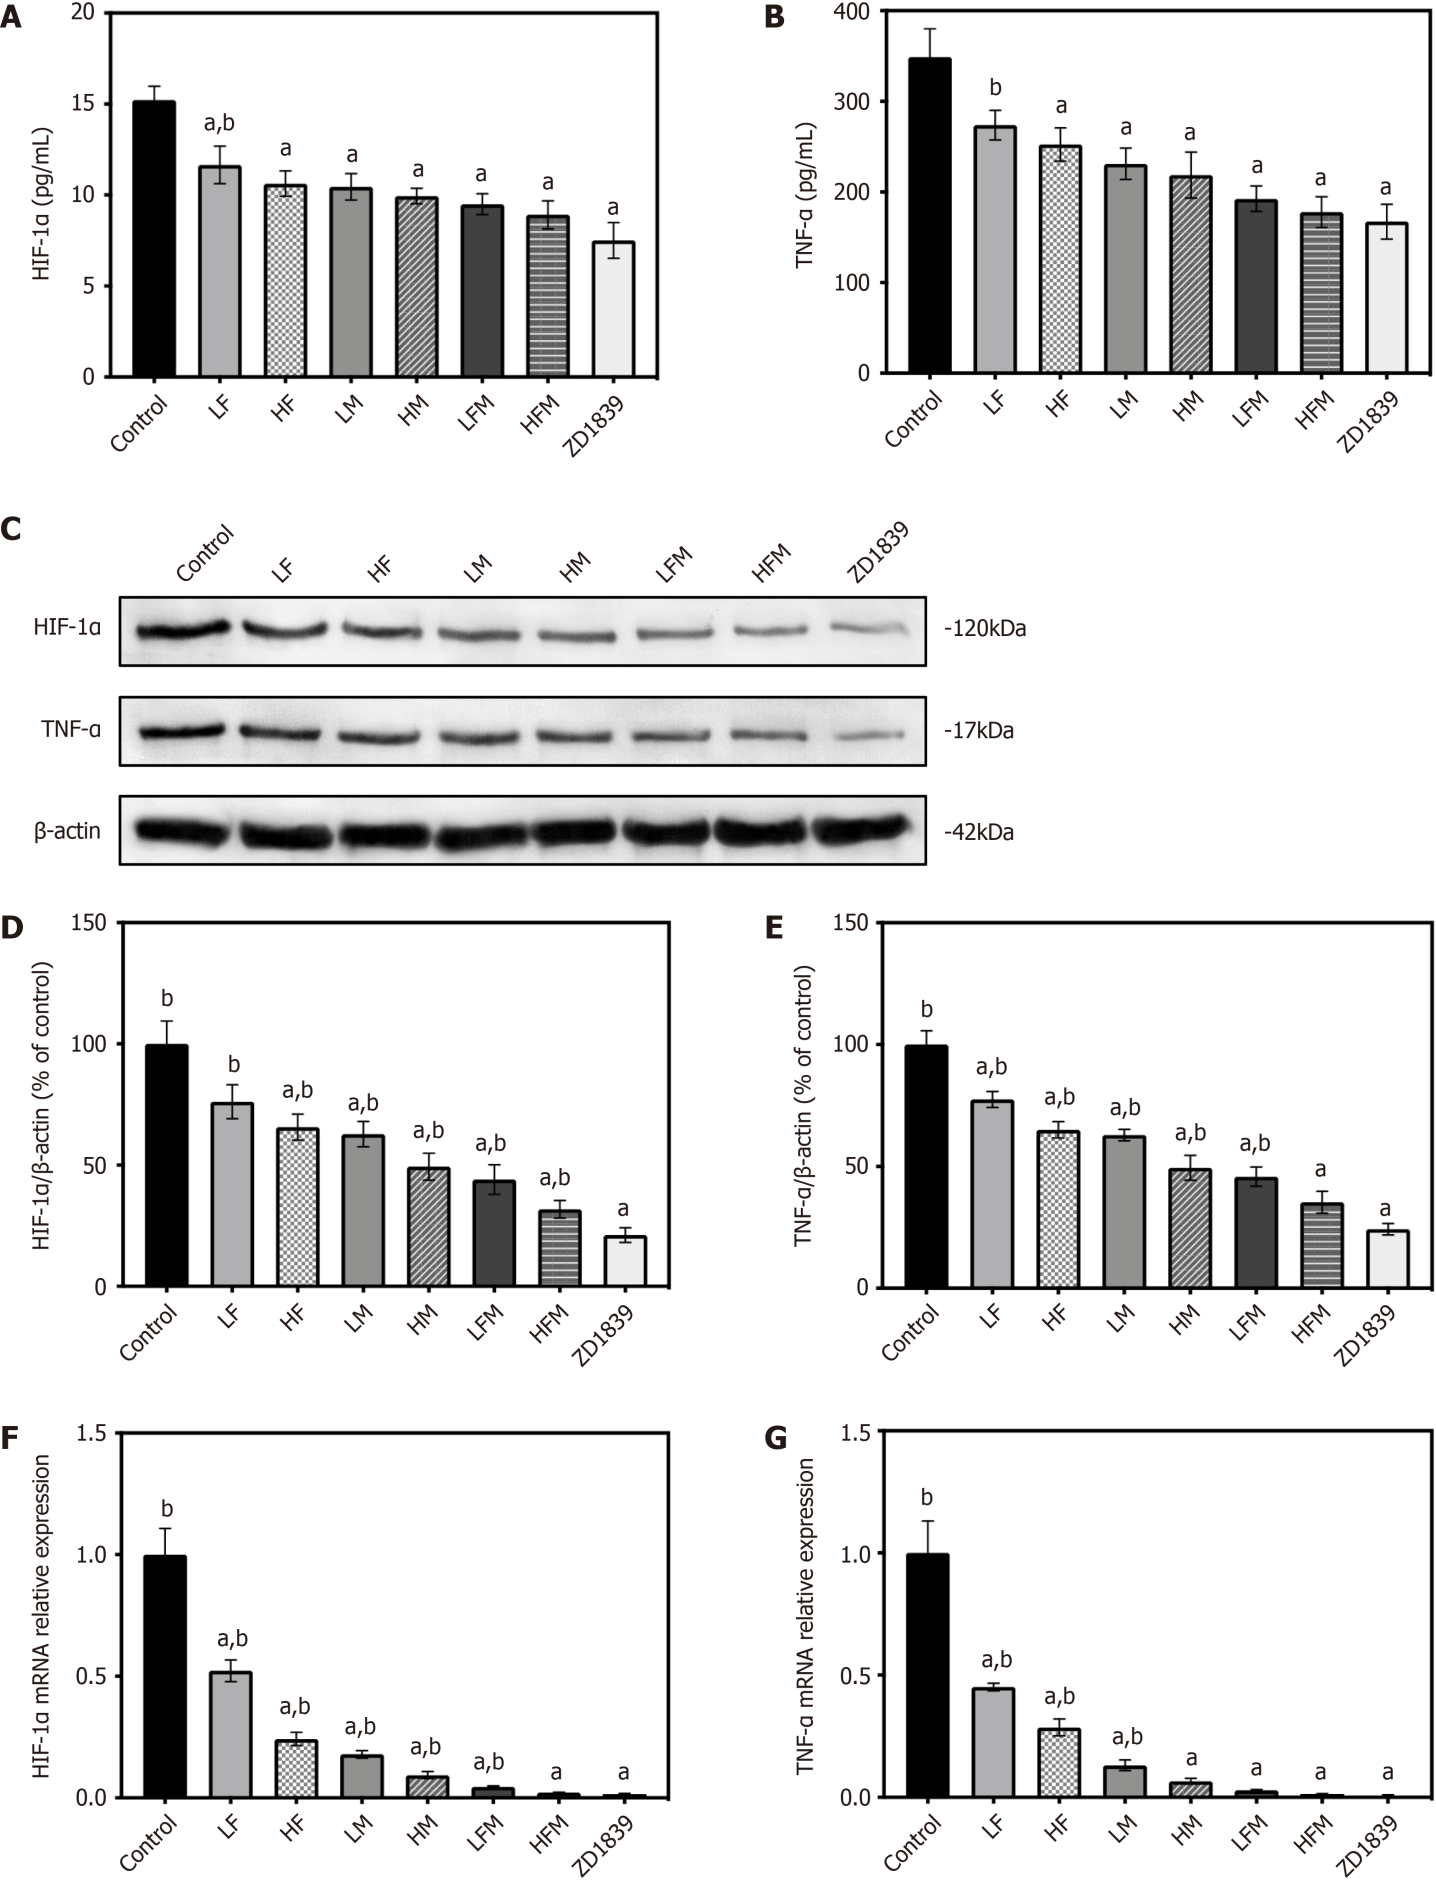 A
HIF-1ɑ (pg/mL)
20
15
10
5
0
a,b
a
a
a
a
a
a
Control
LF
HF
LM
HM
LFM
HFM
ZD1839
B
TNF-ɑ (pg/mL)
400
300
200
100
0
b
a
a
a
a
a
a
Control
LF
HF
LM
HM
LFM
HFM
ZD1839
C
Control
LF
HF
LM
HM
LFM
HFM
ZD1839
HIF-1ɑ
-120kDa
TNF-ɑ
-17kDa
β-actin
-42kDa
D
HIF-1ɑ/β-actin (% of control)
150
100
50
0
b
b
a,b
a,b
a,b
a,b
a,b
a
Control
LF
HF
LM
HM
LFM
HFM
ZD1839
E
TNF-ɑ/β-actin (% of control)
150
100
50
0
b
a,b
a,b
a,b
a,b
a,b
a
a
Control
LF
HF
LM
HM
LFM
HFM
ZD1839
F
HIF-1ɑ mRNA relative expression
1.5
1.0
0.5
0.0
b
a,b
a,b
a,b
a,b
a,b
a
a
Control
LF
HF
LM
HM
LFM
HFM
ZD1839
G
TNF-ɑ mRNA relative expression
1.5
1.0
0.5
0.0
b
a,b
a,b
a,b
a
a
a
a
Control
LF
HF
LM
HM
LFM
HFM
ZD1839